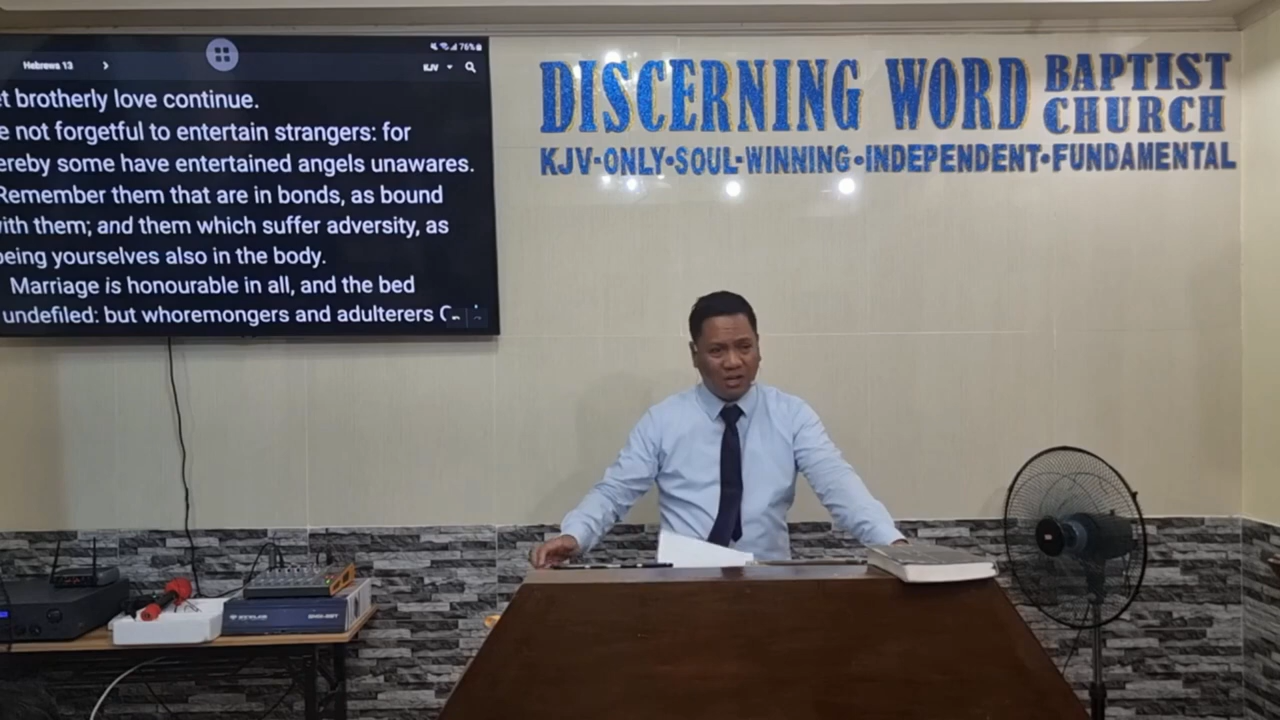 76%
Hebrews 13 > KJV
et brotherly love continue.
e not forgetful to entertain strangers: for
ereby some have entertained angels unawares.
Remember them that are in bonds, as bound
ith them; and them which suffer adversity, as
being yourselves also in the body.
Marriage is honourable in all, and the bed
undefiled: but whoremongers and adulterers
DISCERNING WORD BAPTIST
CHURCH
KJV-ONLY•SOUL-WINNING•INDEPENDENT•FUNDAMENTAL